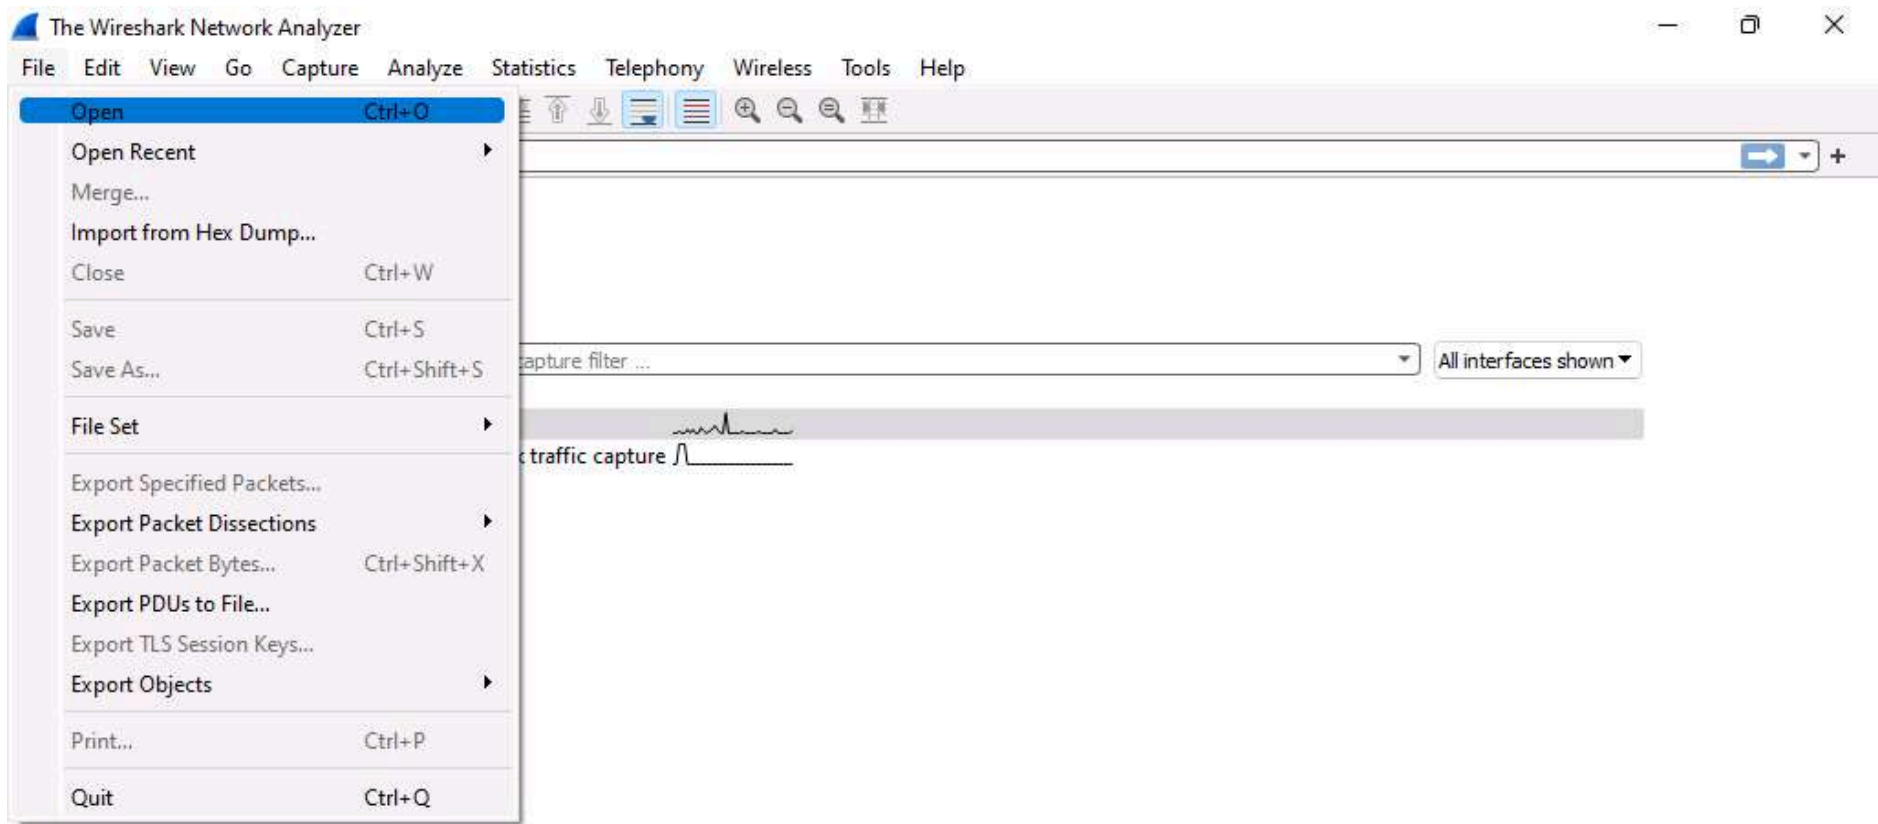 The Wireshark Network Analyzer
File Edit View Go Capture Analyze Statistics Telephony Wireless Tools Help
Open Ctrl+O
Open Recent
Merge...
Import from Hex Dump...
Close Ctrl+W
Save Ctrl+S
Save As... Ctrl+Shift+S
capture filter ...
All interfaces shown
File Set
traffic capture
Export Specified Packets...
Export Packet Dissections
Export Packet Bytes... Ctrl+Shift+X
Export PDUs to File...
Export TLS Session Keys...
Export Objects
Print... Ctrl+P
Quit Ctrl+Q